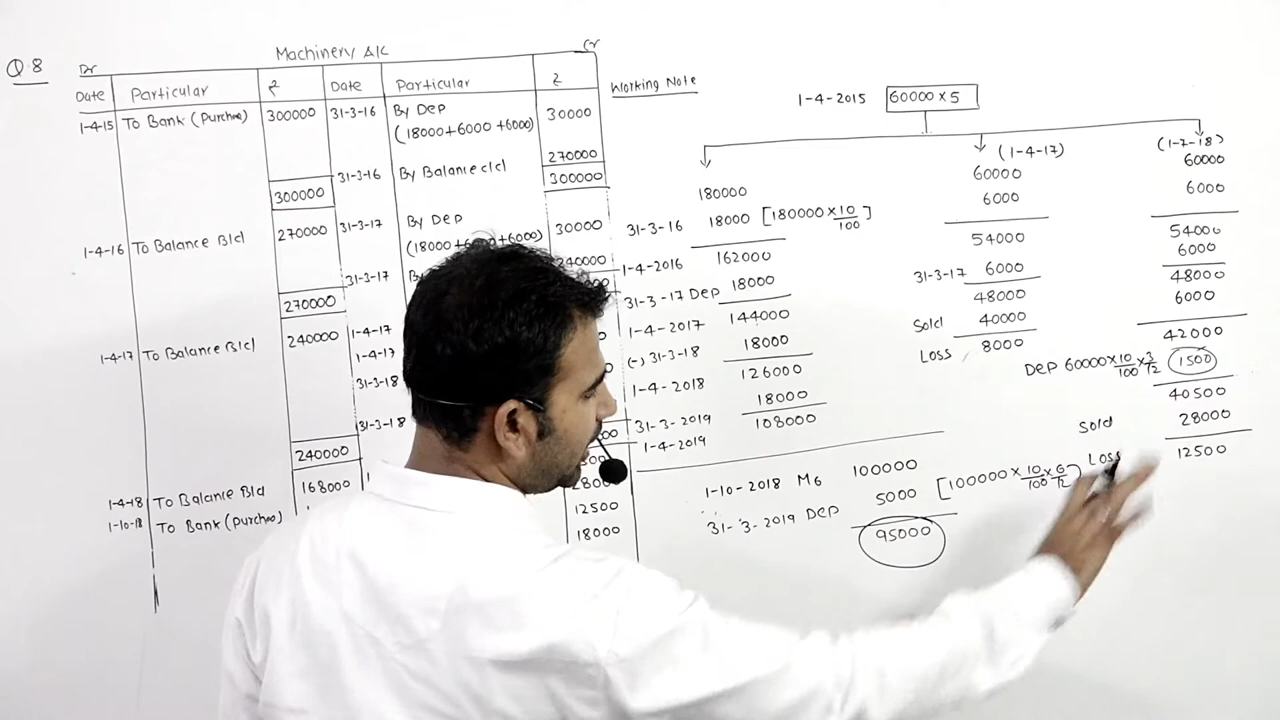 Q.8
Machinery A/C
Dr
Cr
Date Particular ₹ Date Particular ₹
1-4-15 To Bank (Purchase) 300000 31-3-16 By Dep 30000
(18000+6000+6000)
270000
31-3-16 By Balance c/d
300000 300000
1-4-16 To Balance B/d 270000 31-3-17 By Dep 30000
(18000+6000+6000)
31-3-17 240000
270000
1-4-17 To Balance B/d 240000 1-4-17
1-4-17
31-3-18
31-3-18
240000
1-4-18 To Balance B/d 168000
1-10-18 To Bank (Purchase)
12500
18000
Working Note
1-4-2015 60000 × 5
180000
31-3-16 18000 [180000 × 10/100]
1-4-2016 162000
31-3-17 Dep 18000
1-4-2017 144000
(-) 31-3-18 18000
1-4-2018 126000
31-3-2019 18000
1-4-2019 108000
(1-4-17)
60000
6000
54000
31-3-17 6000
48000
Sold 40000
Loss 8000
(1-7-18)
60000
6000
54000
6000
48000
6000
42000
Dep 60000 × 10/100 × 3/12 1500
40500
Sold 28000
Loss 12500
1-10-2018 M6 100000
31-3-2019 Dep 5000 [100000 × 10/100 × 6/12]
95000